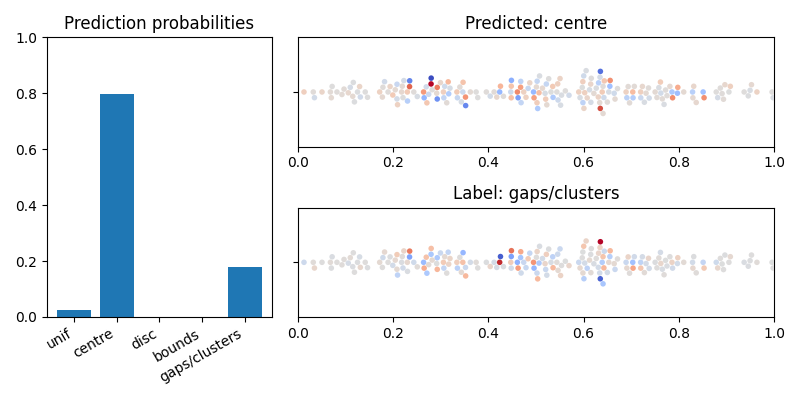 Prediction probabilities
1.0
0.8
0.6
0.4
0.2
0.0
unif
centre
disc
bounds
gaps/clusters
Predicted: centre
0.0 0.2 0.4 0.6 0.8 1.0
Label: gaps/clusters
0.0 0.2 0.4 0.6 0.8 1.0